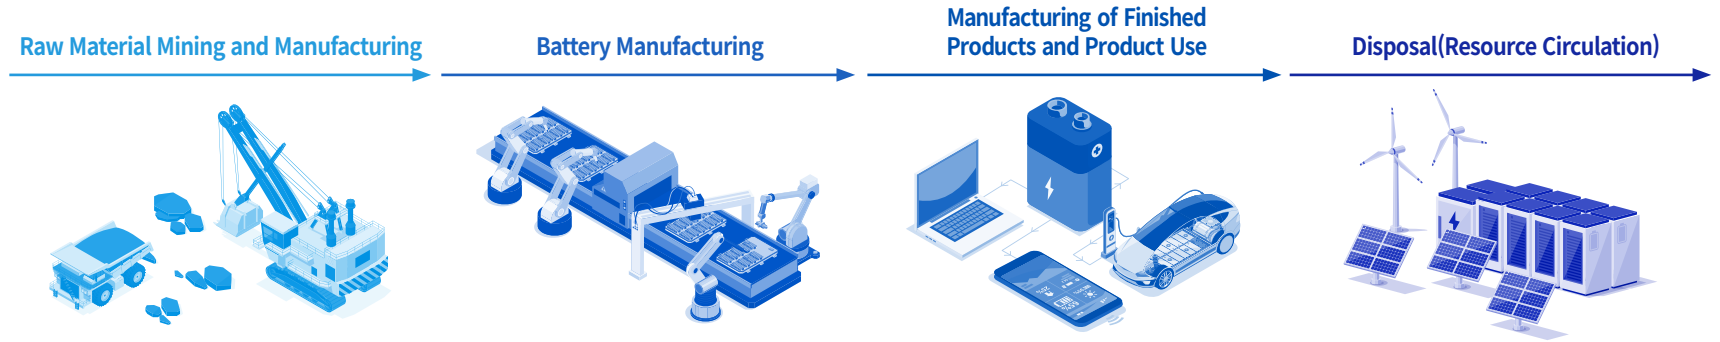 Raw Material Mining and Manufacturing
Battery Manufacturing
Manufacturing of Finished
Products and Product Use
Disposal(Resource Circulation)